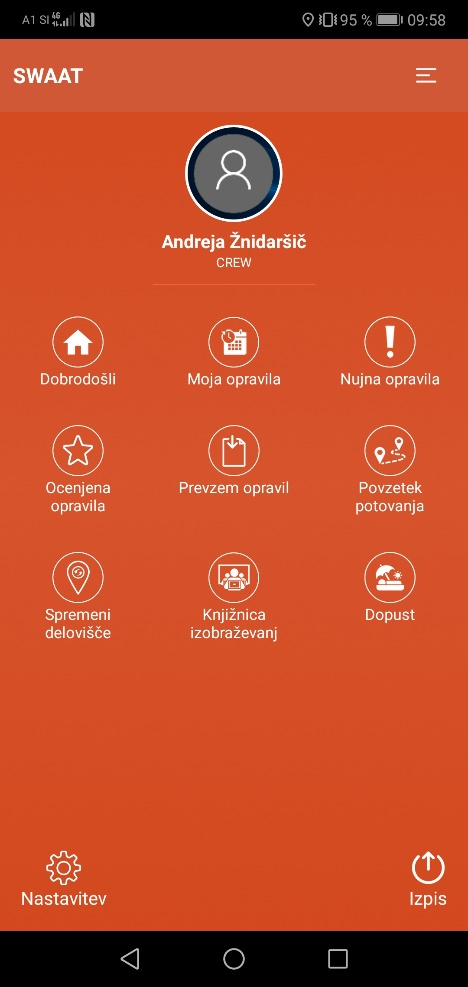 A1 SI 4G 95 % 09:58
SWAAT
Andreja Žnidaršič
CREW
Dobrodošli Moja opravila Nujna opravila
Ocenjena Prevzem opravil Povzetek
opravila potovanja
Spremeni Knjižnica Dopust
delovišče izobraževanj
Nastavitev Izpis